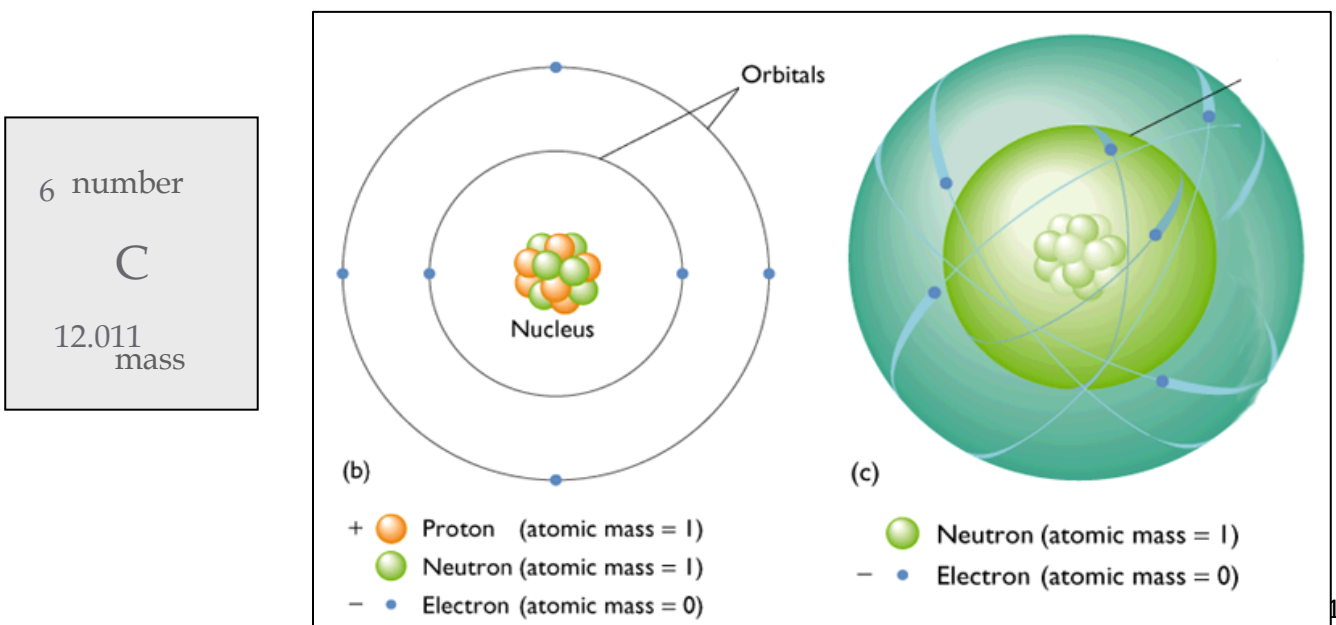 6 number
C
12.011
mass
Orbitals
Nucleus
(b)
+ Proton (atomic mass = 1)
Neutron (atomic mass = 1)
− Electron (atomic mass = 0)
(c)
Neutron (atomic mass = 1)
− Electron (atomic mass = 0)
1